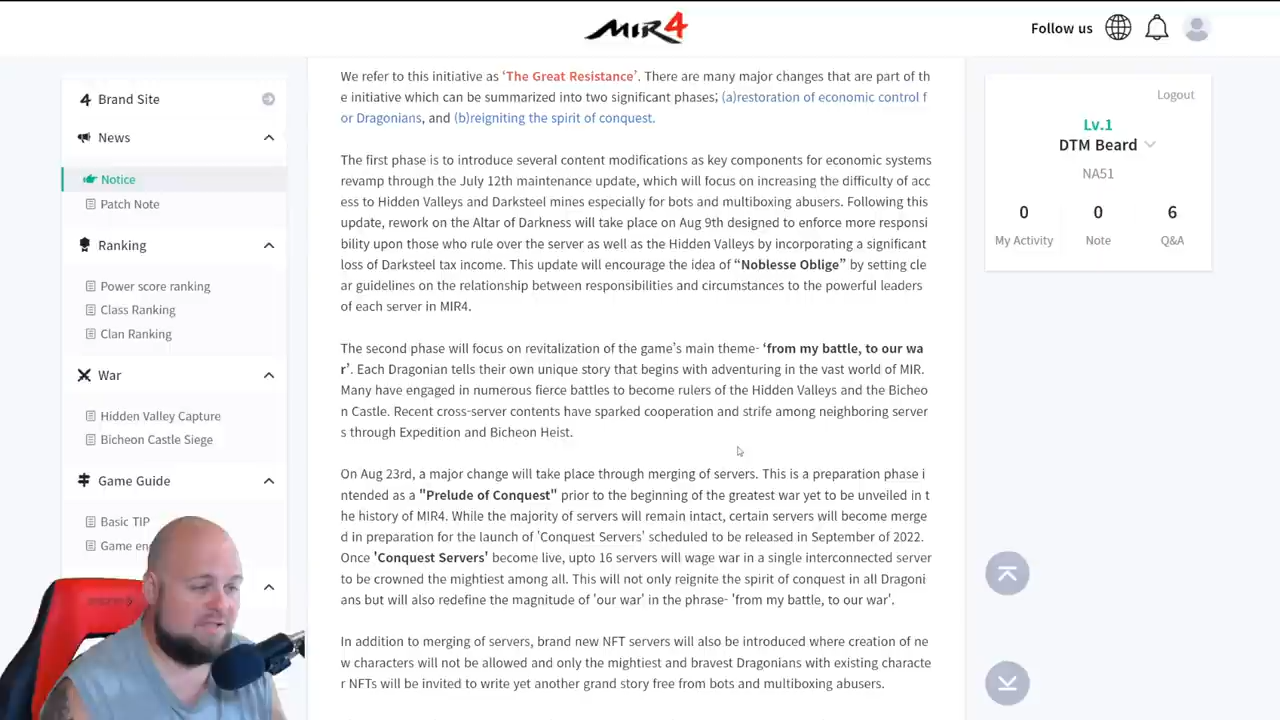 MIR4
Follow us
4 Brand Site
News
Notice
Patch Note
Ranking
Power score ranking
Class Ranking
Clan Ranking
War
Hidden Valley Capture
Bicheon Castle Siege
Game Guide
Basic TIP
Game en
We refer to this initiative as ‘The Great Resistance’. There are many major changes that are part of th
e initiative which can be summarized into two significant phases; (a)restoration of economic control f
or Dragonians, and (b)reigniting the spirit of conquest.
The first phase is to introduce several content modifications as key components for economic systems
revamp through the July 12th maintenance update, which will focus on increasing the difficulty of acc
ess to Hidden Valleys and Darksteel mines especially for bots and multiboxing abusers. Following this
update, rework on the Altar of Darkness will take place on Aug 9th designed to enforce more responsi
bility upon those who rule over the server as well as the Hidden Valleys by incorporating a significant
loss of Darksteel tax income. This update will encourage the idea of “Noblesse Oblige” by setting cle
ar guidelines on the relationship between responsibilities and circumstances to the powerful leaders
of each server in MIR4.
The second phase will focus on revitalization of the game’s main theme- ‘from my battle, to our wa
r’. Each Dragonian tells their own unique story that begins with adventuring in the vast world of MIR.
Many have engaged in numerous fierce battles to become rulers of the Hidden Valleys and the Bicheo
n Castle. Recent cross-server contents have sparked cooperation and strife among neighboring server
s through Expedition and Bicheon Heist.
On Aug 23rd, a major change will take place through merging of servers. This is a preparation phase i
ntended as a "Prelude of Conquest" prior to the beginning of the greatest war yet to be unveiled in t
he history of MIR4. While the majority of servers will remain intact, certain servers will become merge
d in preparation for the launch of 'Conquest Servers' scheduled to be released in September of 2022.
Once 'Conquest Servers' become live, upto 16 servers will wage war in a single interconnected server
to be crowned the mightiest among all. This will not only reignite the spirit of conquest in all Dragoni
ans but will also redefine the magnitude of 'our war' in the phrase- 'from my battle, to our war'.
In addition to merging of servers, brand new NFT servers will also be introduced where creation of ne
w characters will not be allowed and only the mightiest and bravest Dragonians with existing characte
r NFTs will be invited to write yet another grand story free from bots and multiboxing abusers.
Logout
Lv.1
DTM Beard
NA51
0 0 6
My Activity Note Q&A